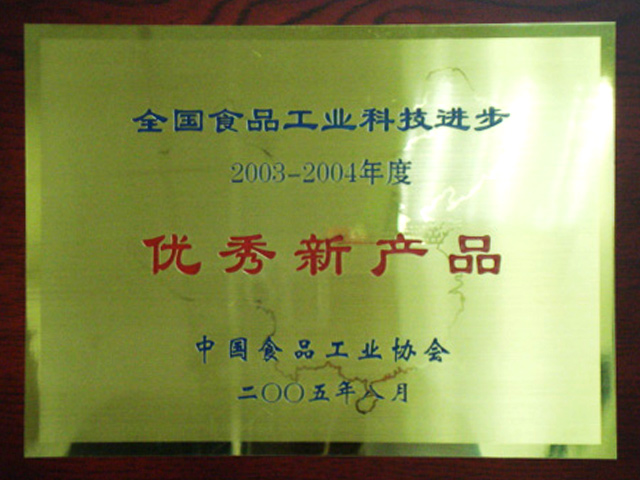 全国食品工业科技进步
2003-2004年度
优秀新产品
中国食品工业协会
二〇〇五年八月